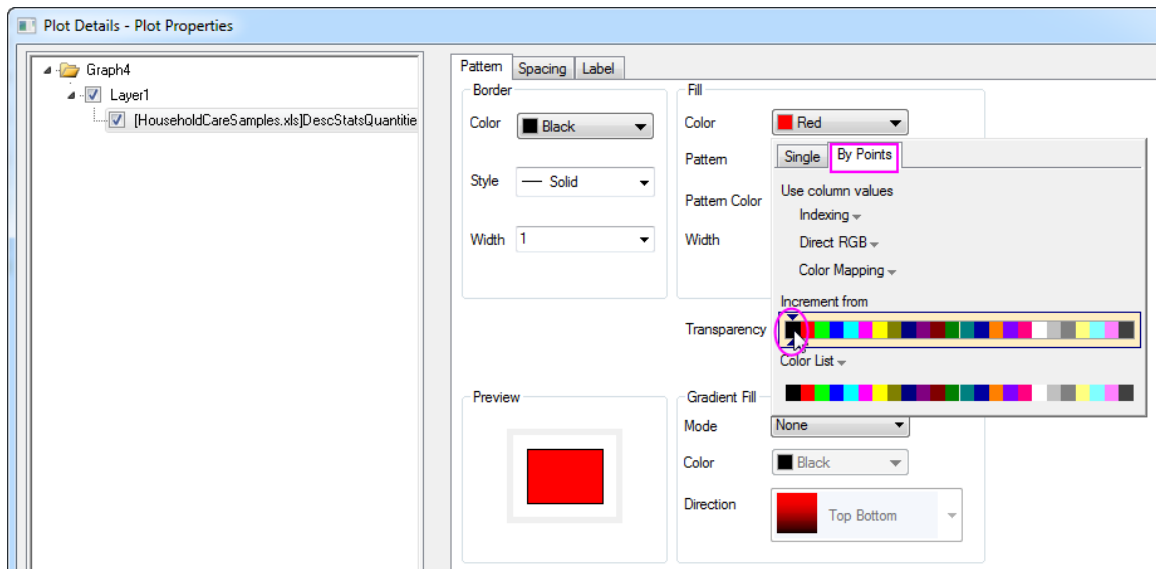 Plot Details - Plot Properties
Graph4
Layer1
[HouseholdCareSamples.xls]DescStatsQuantitie
Pattern Spacing Label
Border
Color Black
Style Solid
Width 1
Fill
Color Red
Pattern
Pattern Color
Width
Single By Points
Use column values
Indexing
Direct RGB
Color Mapping
Increment from
Transparency
Color List
Preview
Gradient Fill
Mode None
Color Black
Direction Top Bottom